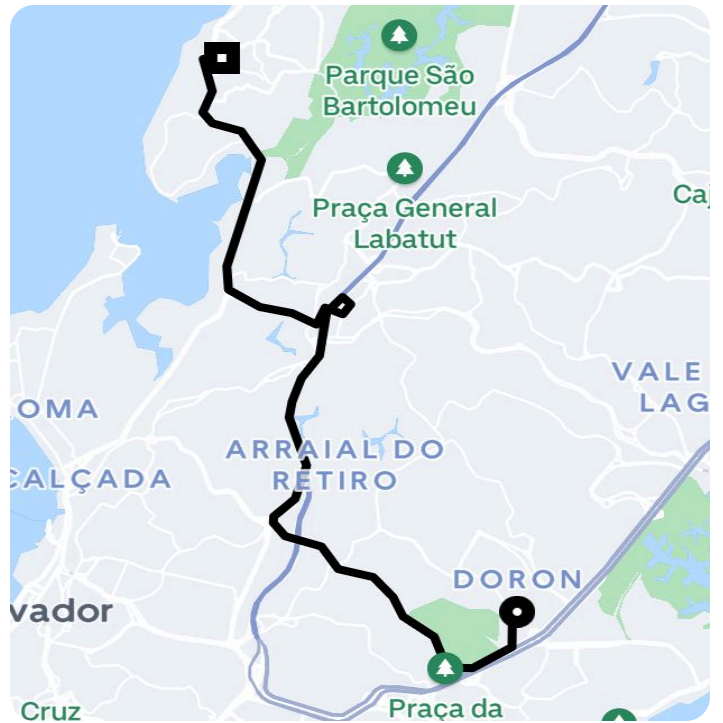 Parque São
Bartolomeu
Praça General
Labatut
Caj
VALE
LAG
OMA
CALÇADA
ARRAIAL DO
RETIRO
DORON
vador
Cruz
Praça da